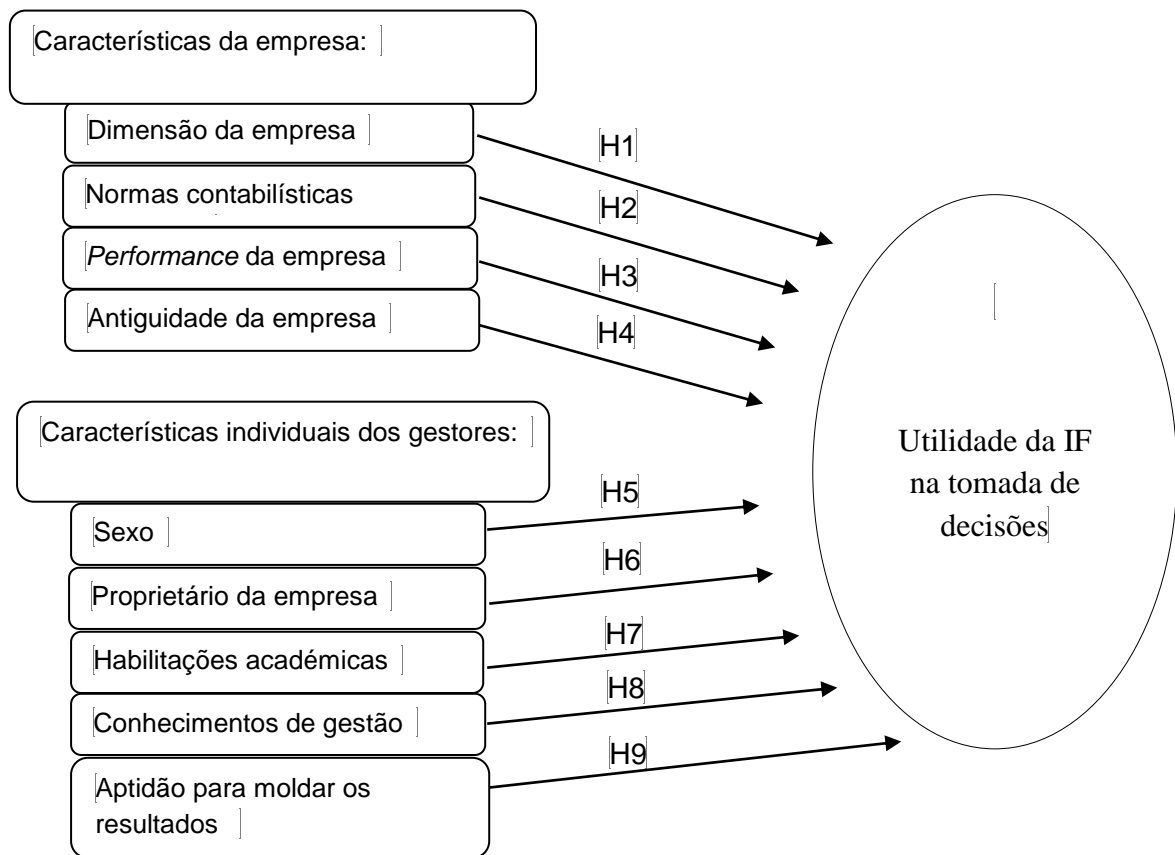 Características da empresa:
Dimensão da empresa
H1
Normas contabilísticas
H2
Performance da empresa
H3
Antiguidade da empresa
H4
Características individuais dos gestores:
Sexo
H5
Proprietário da empresa
H6
Habilitações académicas
H7
Conhecimentos de gestão
H8
Aptidão para moldar os
resultados
H9
Utilidade da IF
na tomada de
decisões